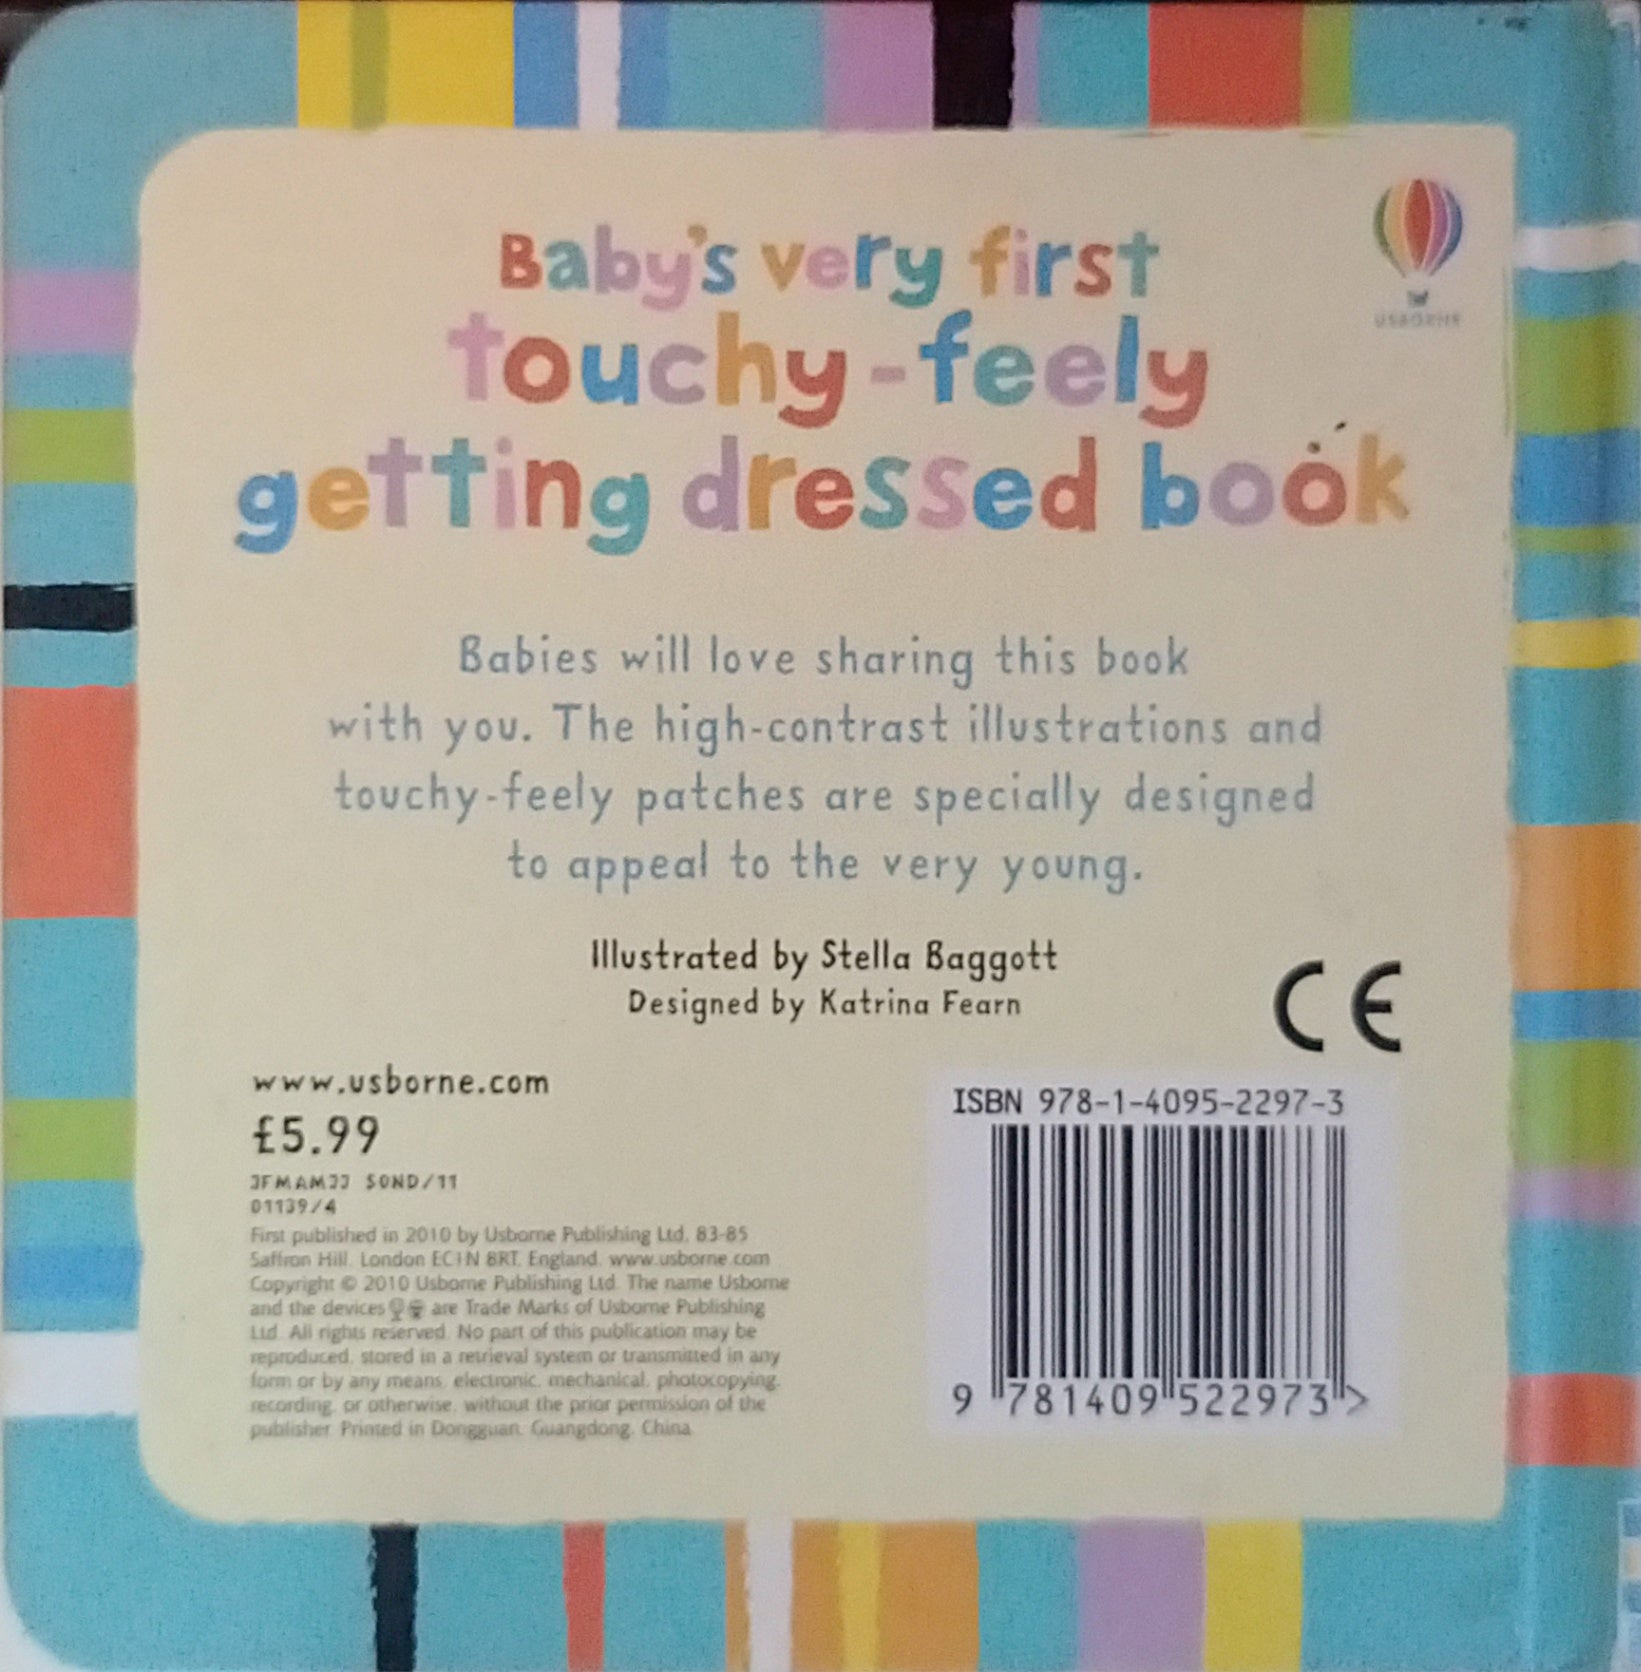 Baby's very first
touchy-feely
getting dressed book
USBORNE
Babies will love sharing this book
with you. The high-contrast illustrations and
touchy-feely patches are specially designed
to appeal to the very young.
Illustrated by Stella Baggott
Designed by Katrina Fearn
CE
www.usborne.com
£5.99
JFMAMJJ SOND/11
01139/4
First published in 2010 by Usborne Publishing Ltd, 83-85
Saffron Hill, London EC1N 8RT, England. www.usborne.com
Copyright © 2010 Usborne Publishing Ltd. The name Usborne
and the devices are Trade Marks of Usborne Publishing
Ltd. All rights reserved. No part of this publication may be
reproduced, stored in a retrieval system or transmitted in any
form or by any means, electronic, mechanical, photocopying,
recording, or otherwise, without the prior permission of the
publisher. Printed in Dongguan, Guangdong, China.
ISBN 978-1-4095-2297-3
9 781409 522973 >